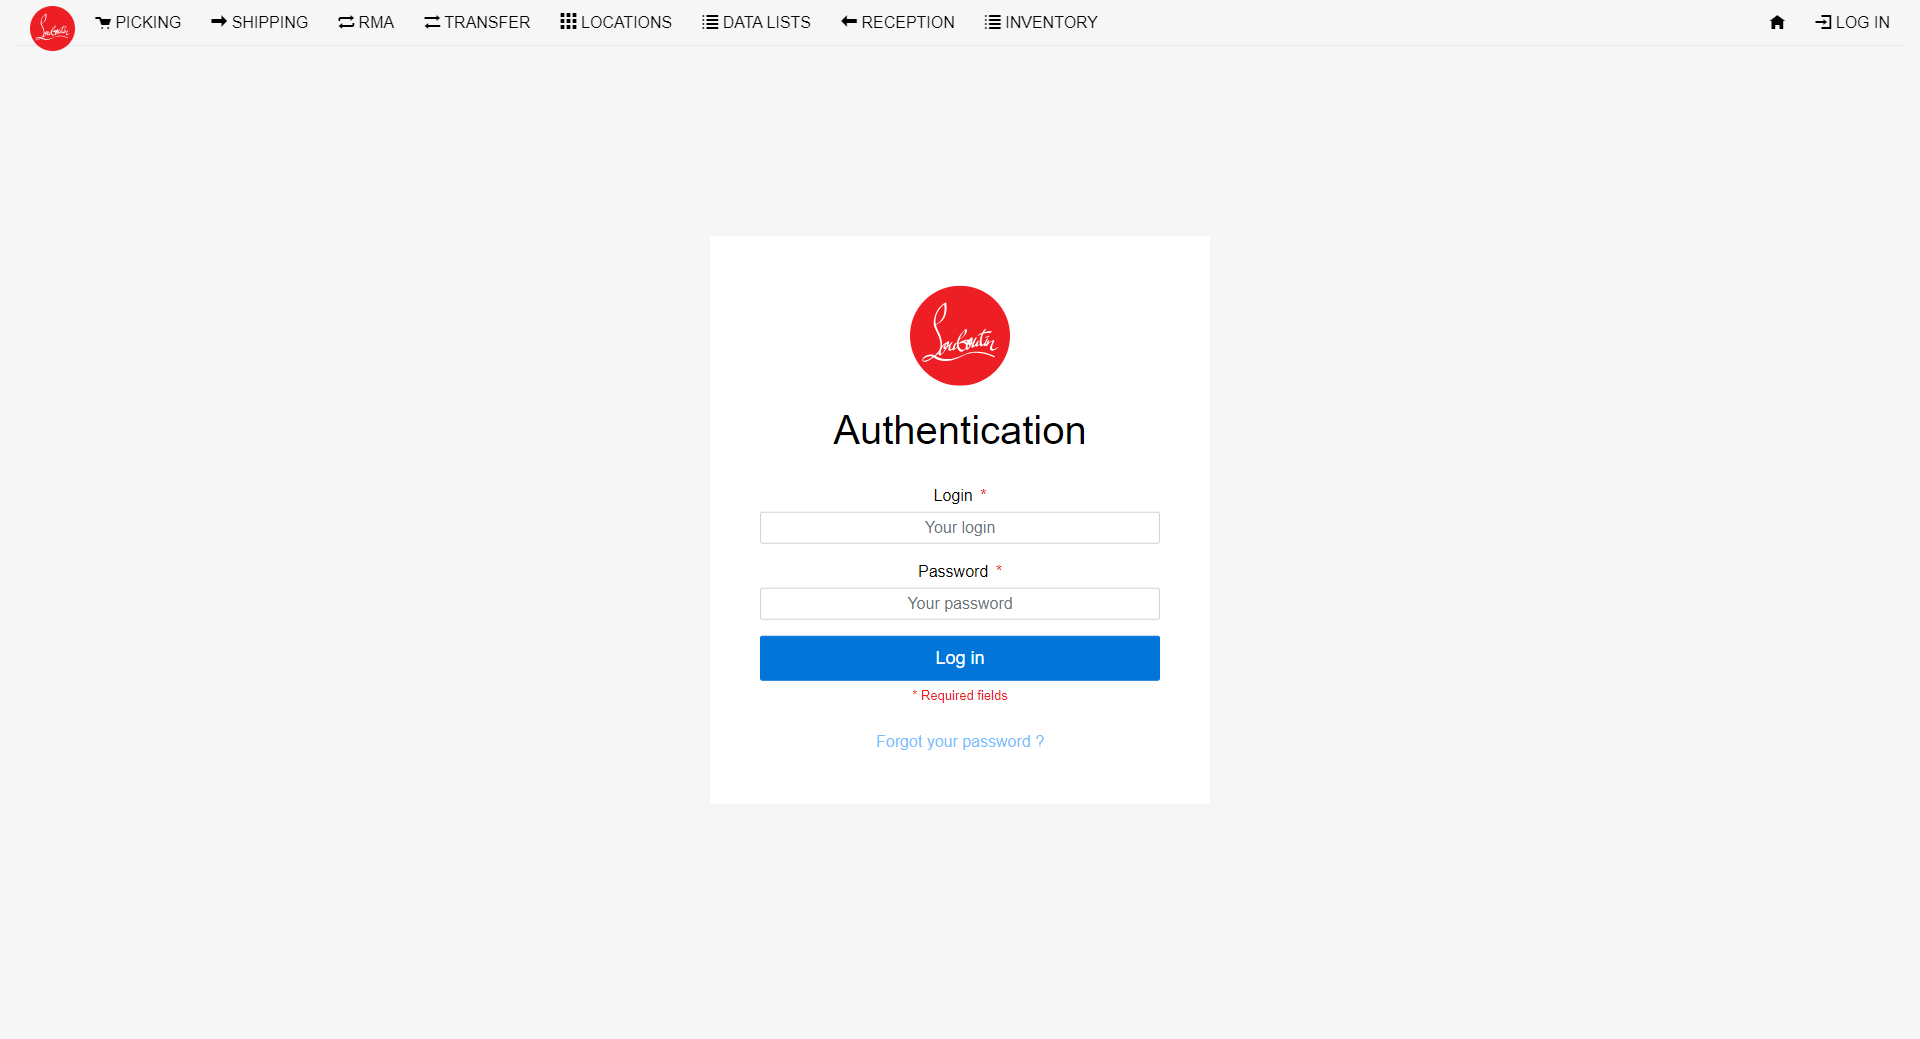 Louboutin PICKING SHIPPING RMA TRANSFER LOCATIONS DATA LISTS RECEPTION INVENTORY LOG IN
Louboutin
Authentication
Login *
Your login
Password *
Your password
Log in
* Required fields
Forgot your password ?